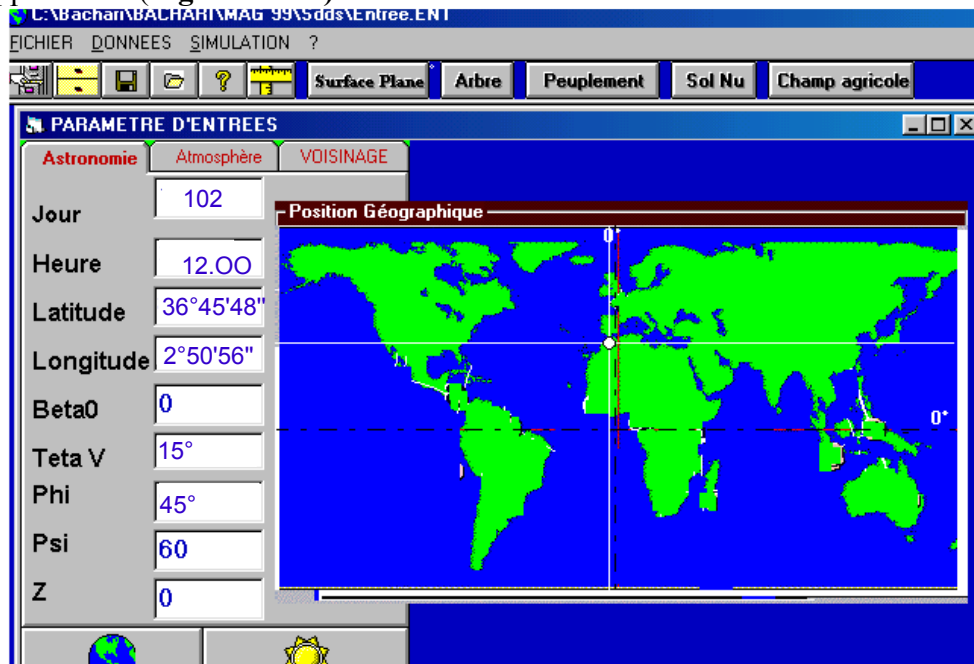 C:\Bachari\BACHARI\MAG 99\Sdds\Entree.ENT
FICHIER DONNEES SIMULATION ?
Surface Plane Arbre Peuplement Sol Nu Champ agricole
PARAMETRE D'ENTREES
Astronomie Atmosphère VOISINAGE
Jour 102
Position Géographique
0
Heure 12.OO
Latitude 36°45'48"
Longitude 2°50'56"
Beta0 0
0°
Teta V 15°
Phi 45°
Psi 60
Z 0